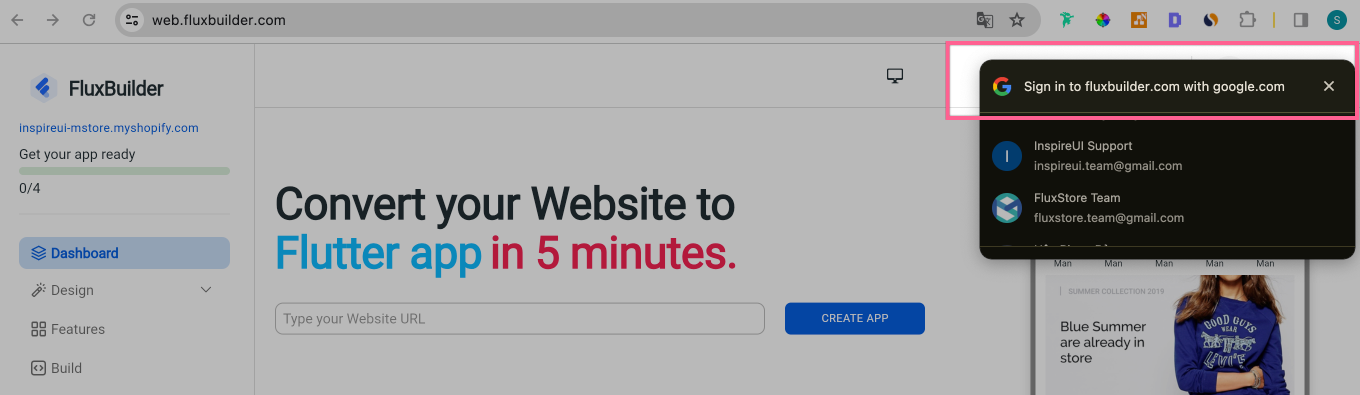 web.fluxbuilder.com
S
FluxBuilder
inspireui-mstore.myshopify.com
Get your app ready
0/4
Dashboard
Design
Features
Build
Convert your Website to
Flutter app in 5 minutes.
Type your Website URL
CREATE APP
Sign in to fluxbuilder.com with google.com
I
InspireUI Support
inspireui.team@gmail.com
FluxStore Team
fluxstore.team@gmail.com
Man Man Man Man Man
SUMMER COLLECTION 2019
Blue Summer
are already in
store
GOOD GUYS
WEAR
LEVI'S